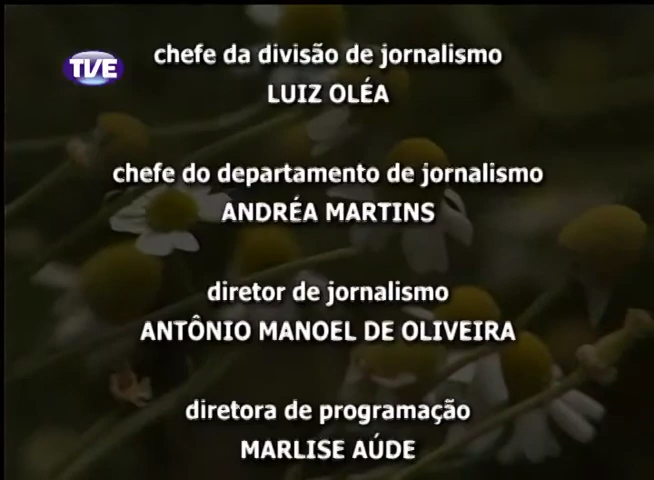 TVE
chefe da divisão de jornalismo
LUIZ OLÉA
chefe do departamento de jornalismo
ANDRÉA MARTINS
diretor de jornalismo
ANTÔNIO MANOEL DE OLIVEIRA
diretora de programação
MARLISE AÚDE